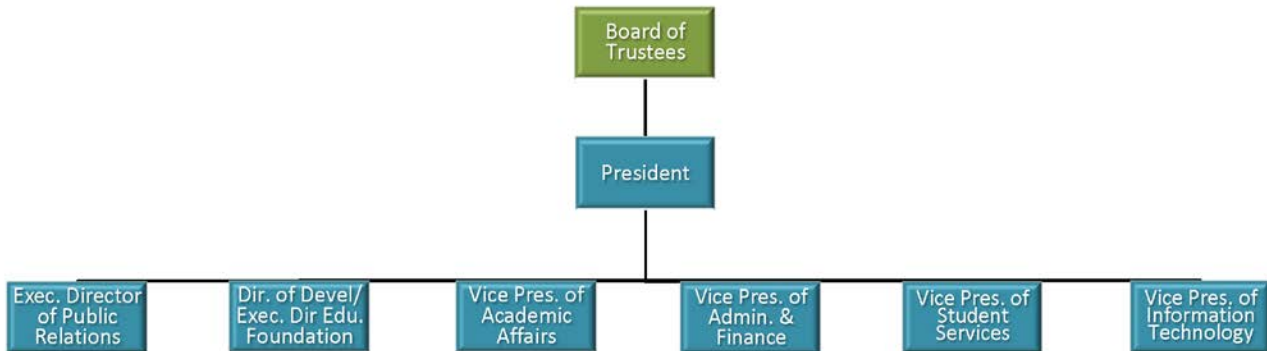 Board of
Trustees
President
Exec. Director
of Public
Relations
Dir. of Devel/
Exec. Dir Edu.
Foundation
Vice Pres. of
Academic
Affairs
Vice Pres. of
Admin. &
Finance
Vice Pres. of
Student
Services
Vice Pres. of
Information
Technology